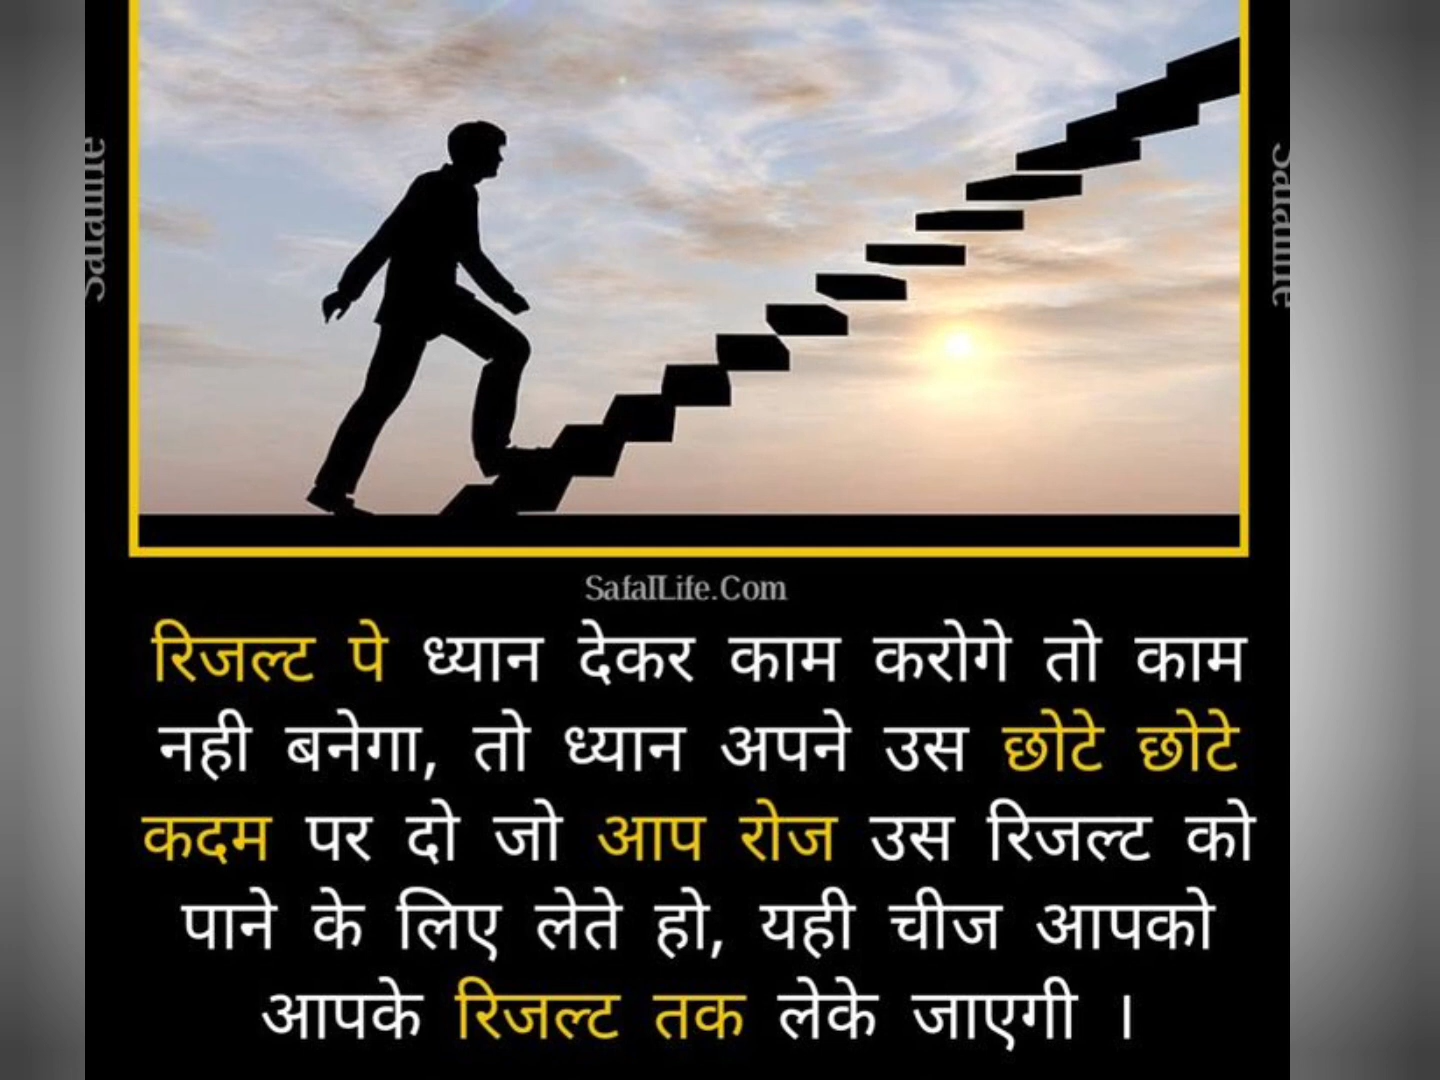 SafalLife.Com
रिजल्ट पे ध्यान देकर काम करोगे तो काम
नही बनेगा, तो ध्यान अपने उस छोटे छोटे
कदम पर दो जो आप रोज उस रिजल्ट को
पाने के लिए लेते हो, यही चीज आपको
आपके रिजल्ट तक लेके जाएगी ।